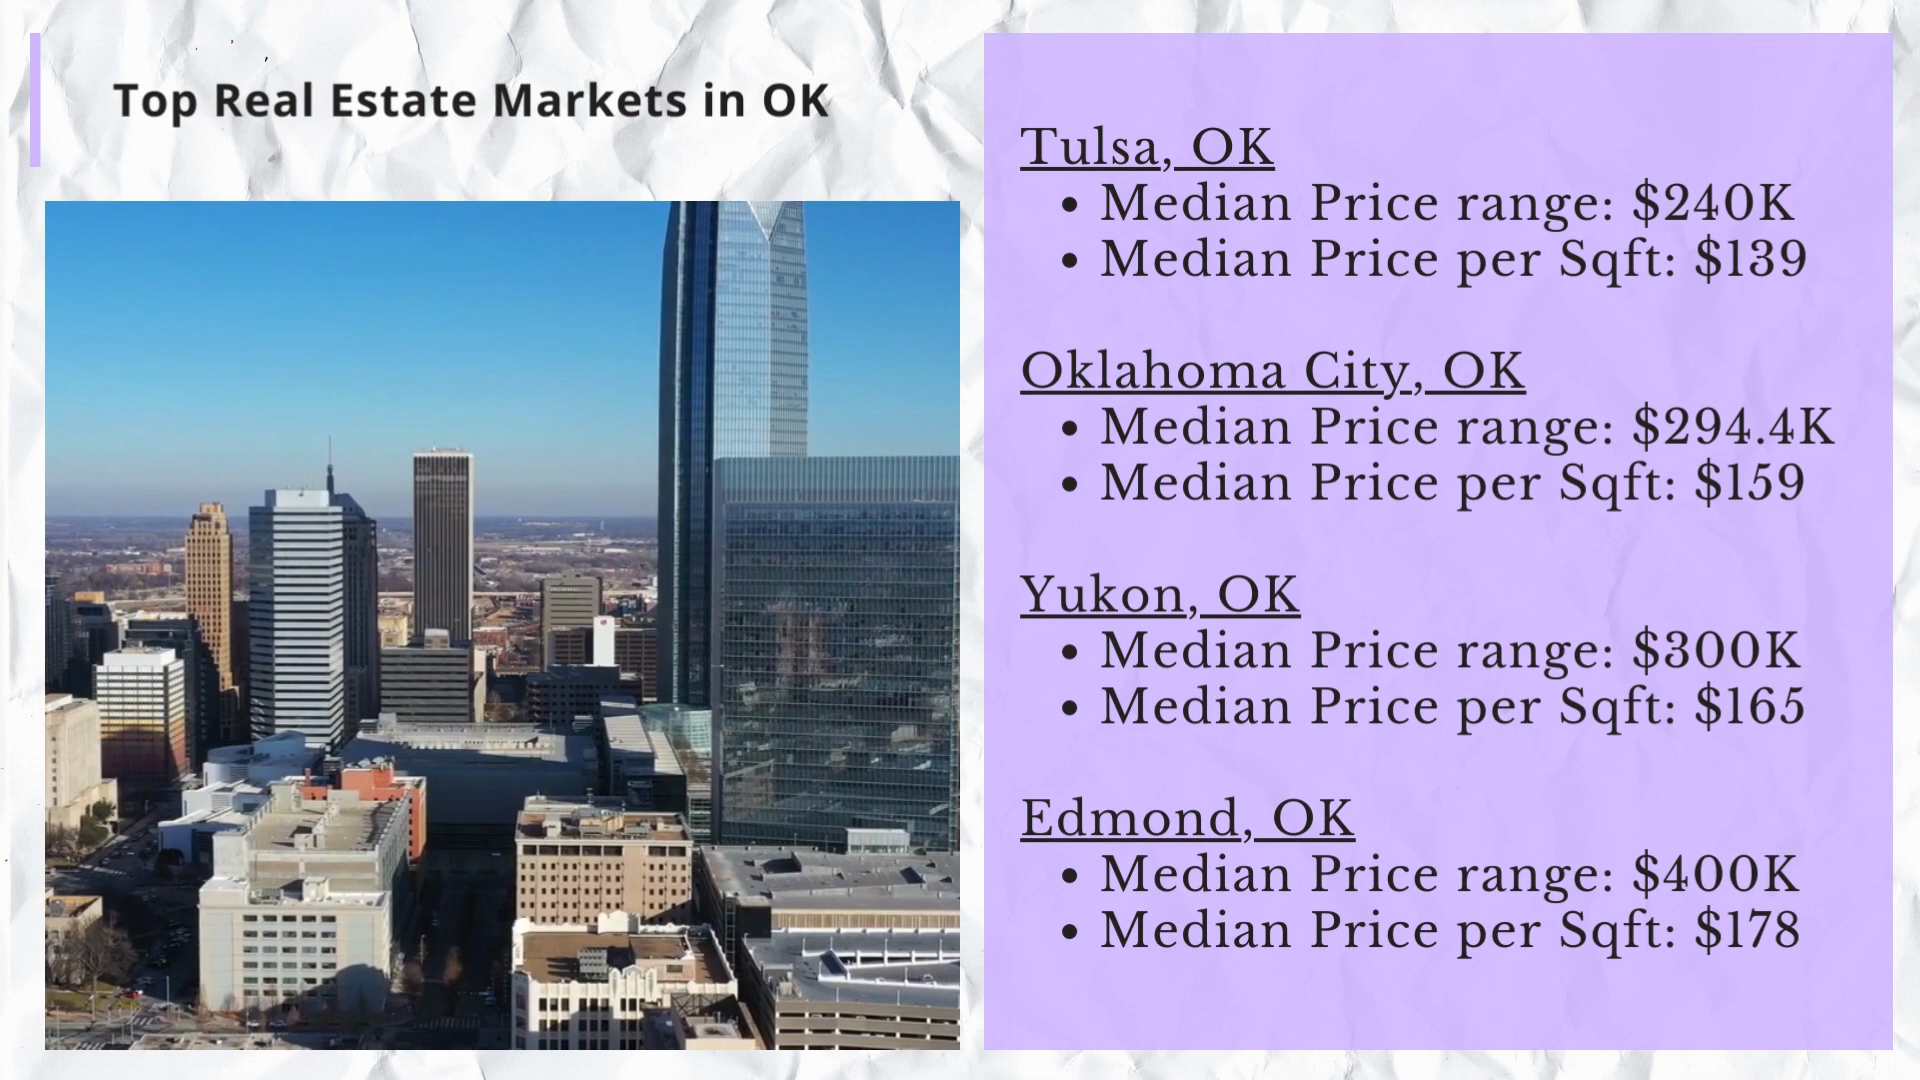 Top Real Estate Markets in OK
Tulsa, OK
• Median Price range: $240K
• Median Price per Sqft: $139
Oklahoma City, OK
• Median Price range: $294.4K
• Median Price per Sqft: $159
Yukon, OK
• Median Price range: $300K
• Median Price per Sqft: $165
Edmond, OK
• Median Price range: $400K
• Median Price per Sqft: $178